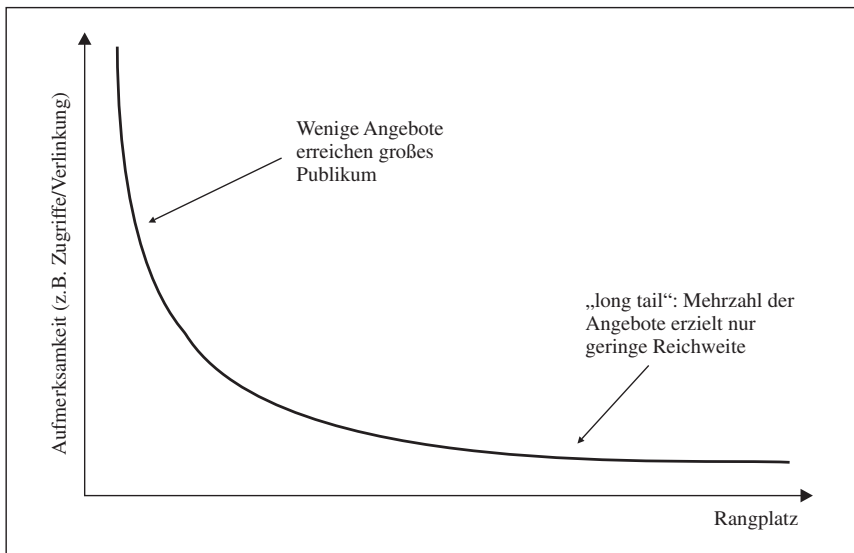 Aufmerksamkeit (z.B. Zugriffe/Verlinkung)
Wenige Angebote
erreichen großes
Publikum
„long tail“: Mehrzahl der
Angebote erzielt nur
geringe Reichweite
Rangplatz